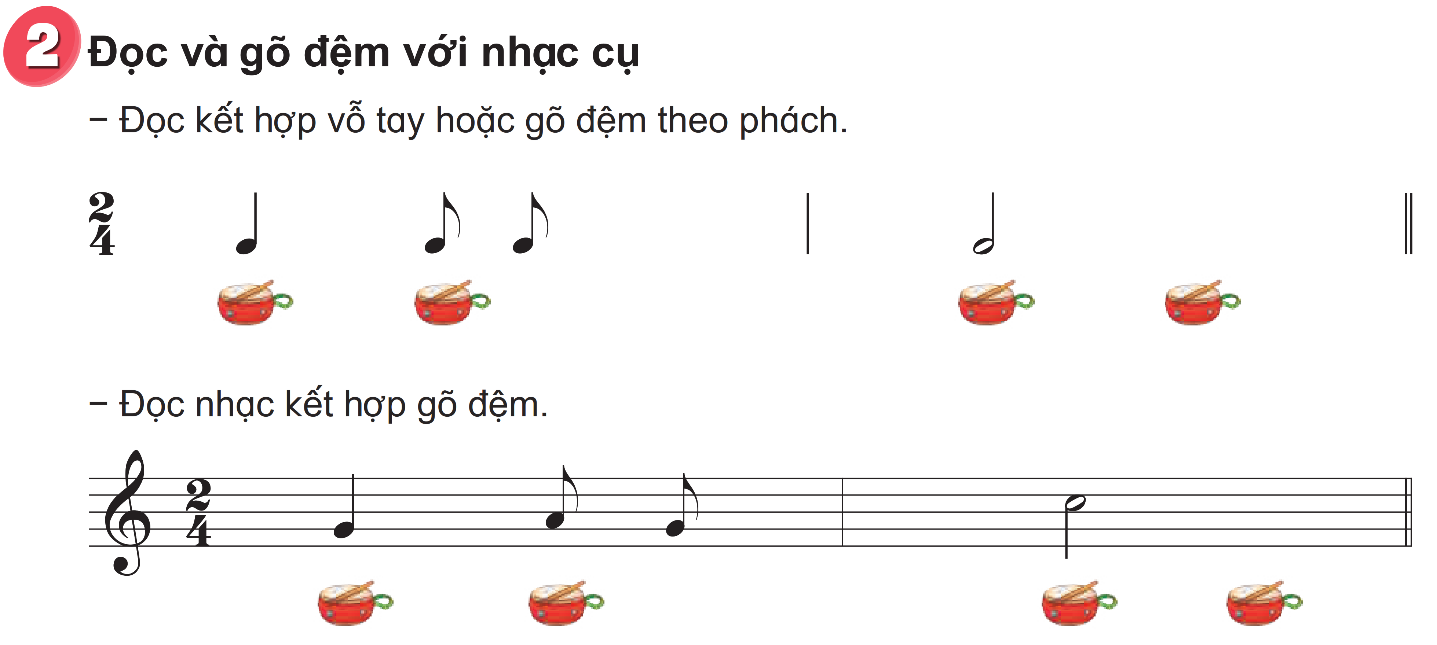 2 Đọc và gõ đệm với nhạc cụ
– Đọc kết hợp vỗ tay hoặc gõ đệm theo phách.
2
4
– Đọc nhạc kết hợp gõ đệm.
2
4